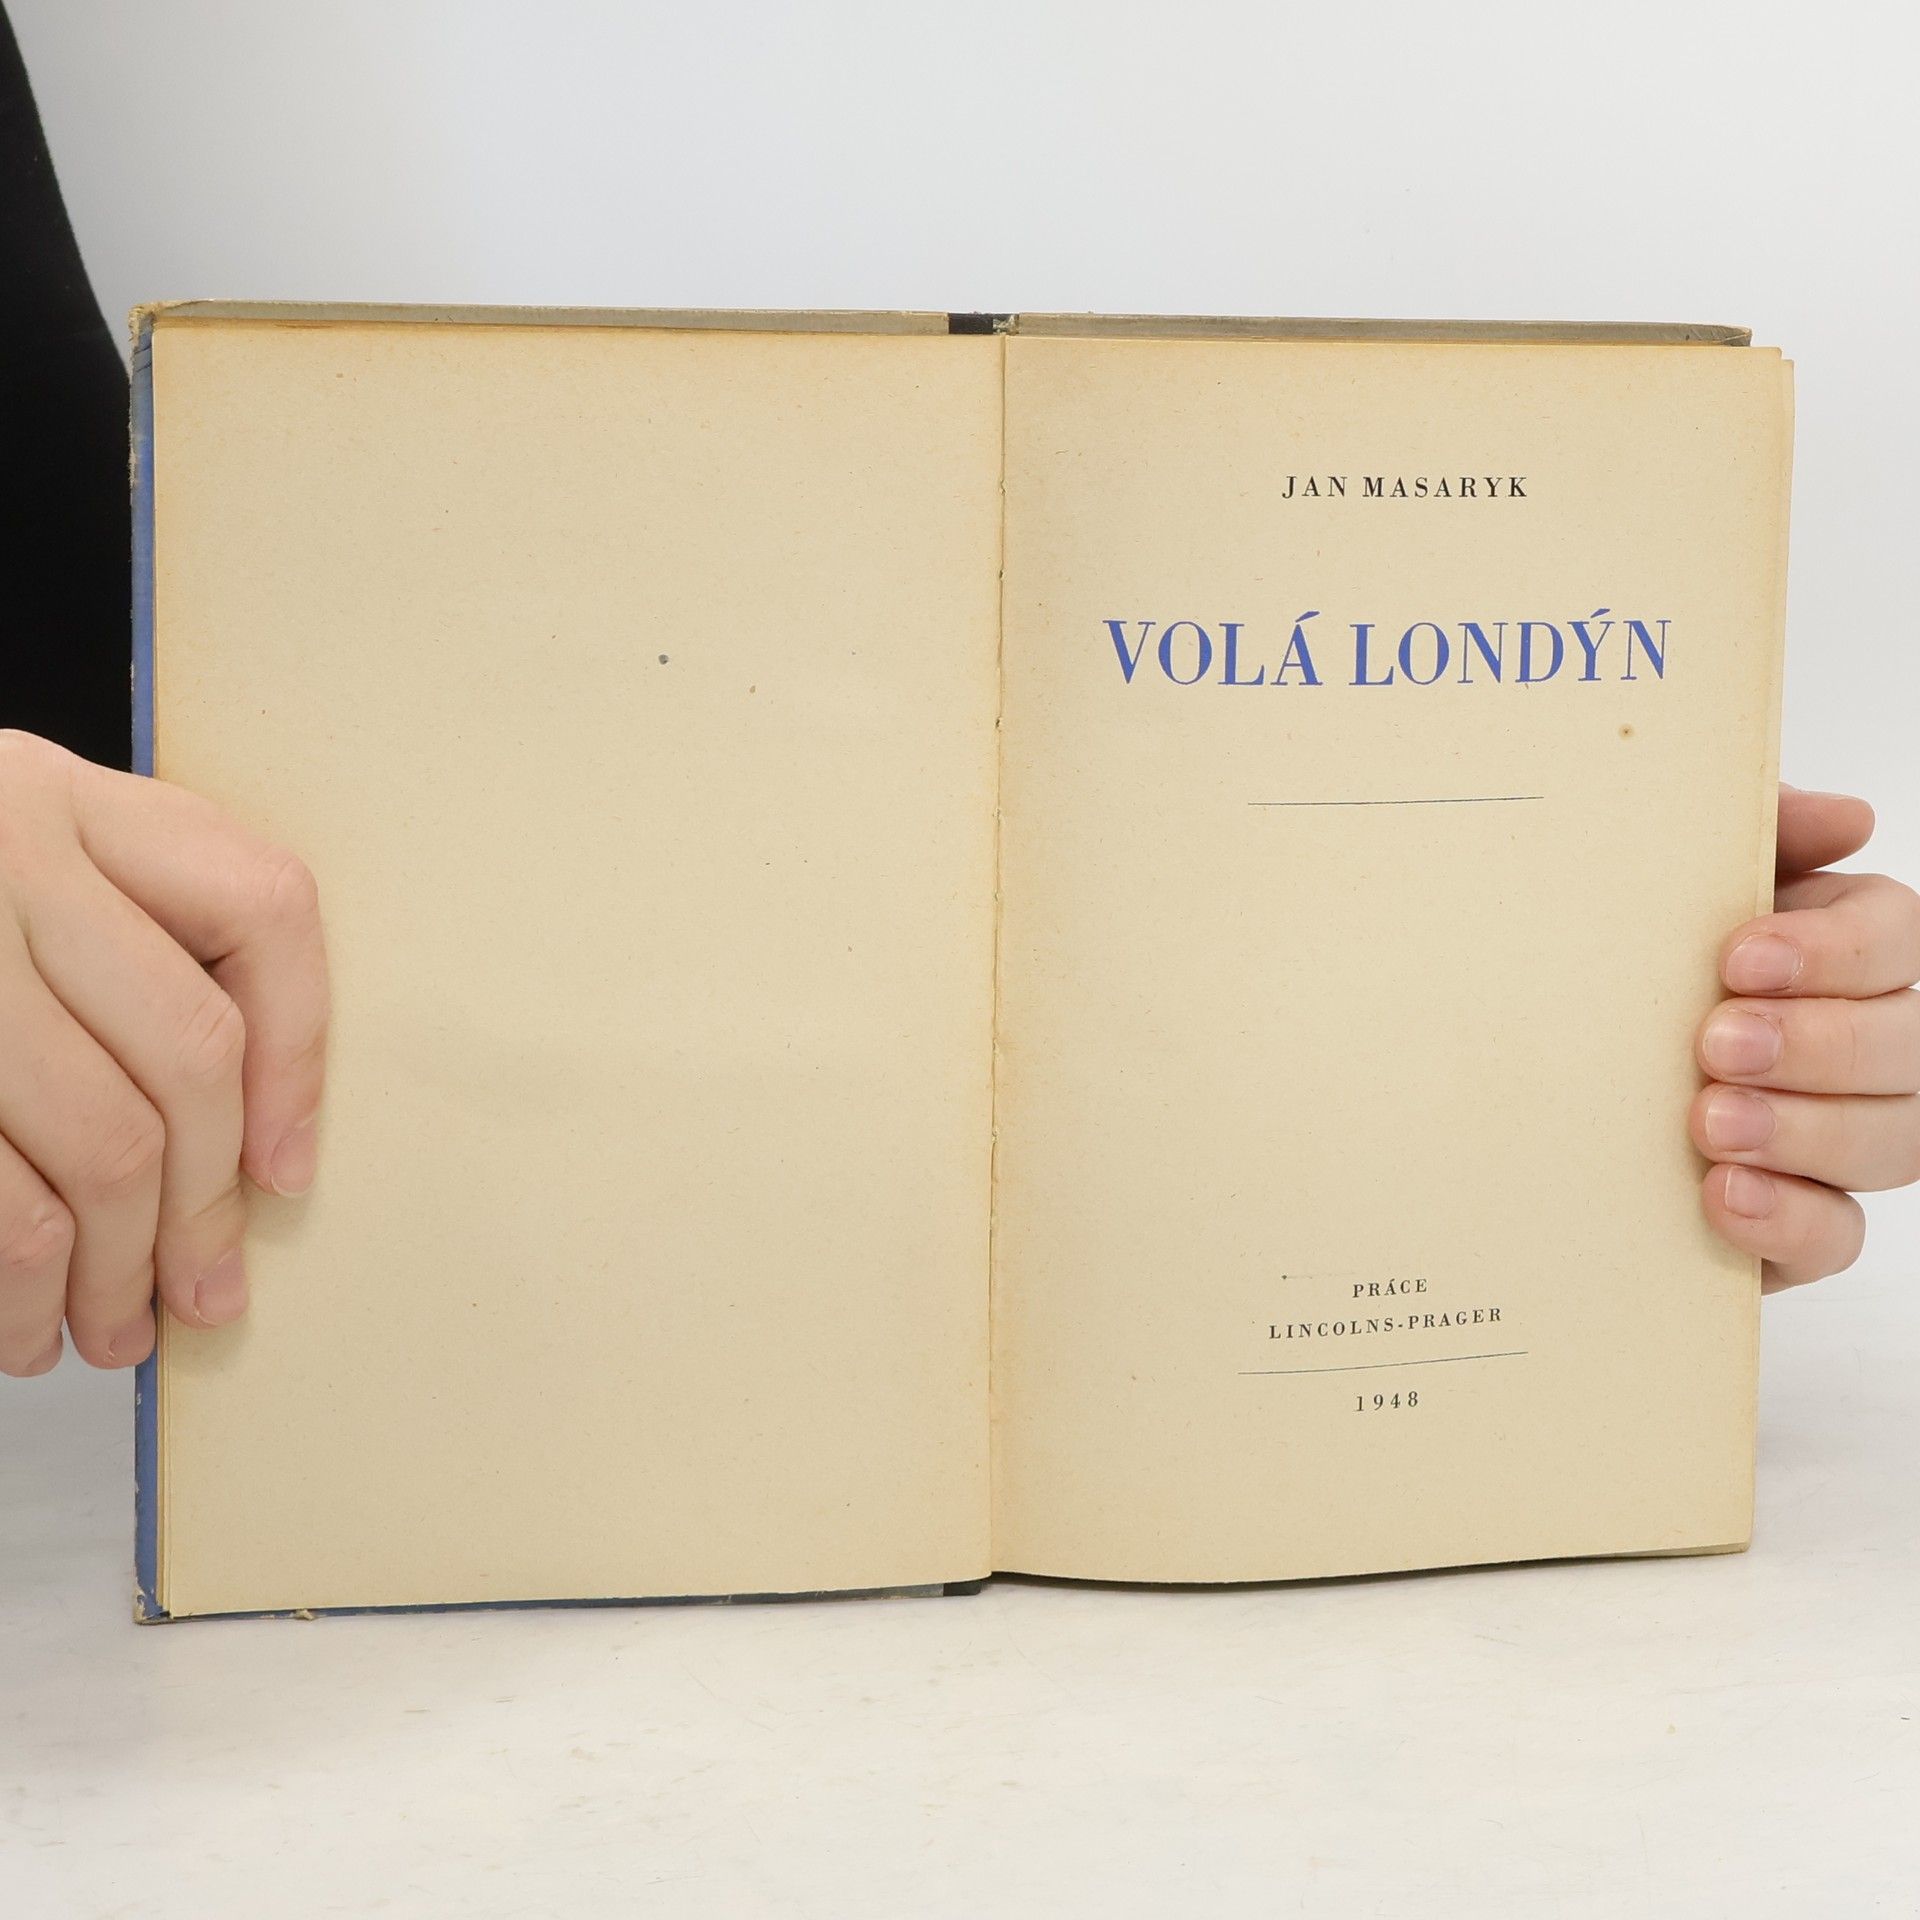 JAN MASARYK
VOLÁ LONDÝN
PRÁCE
LINCOLNS-PRAGER
1948